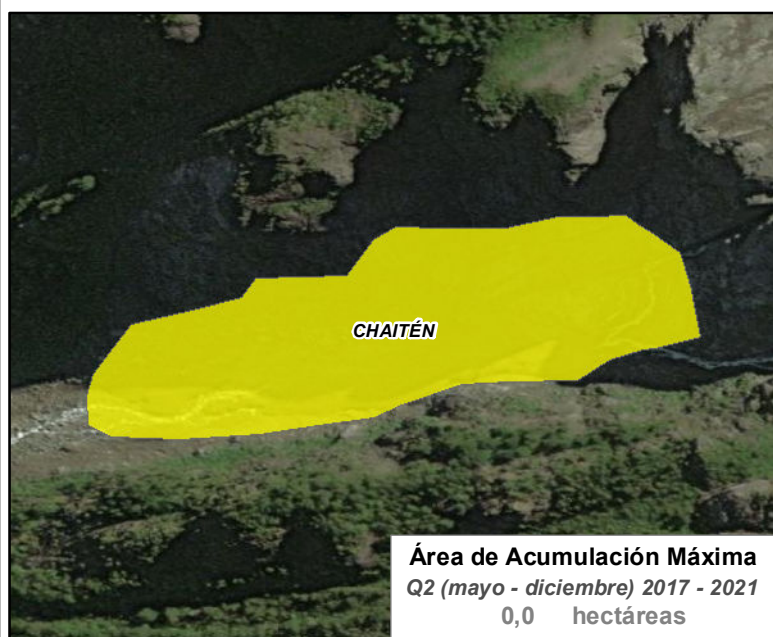 CHAITÉN
Área de Acumulación Máxima
Q2 (mayo - diciembre) 2017 - 2021
0,0 hectáreas